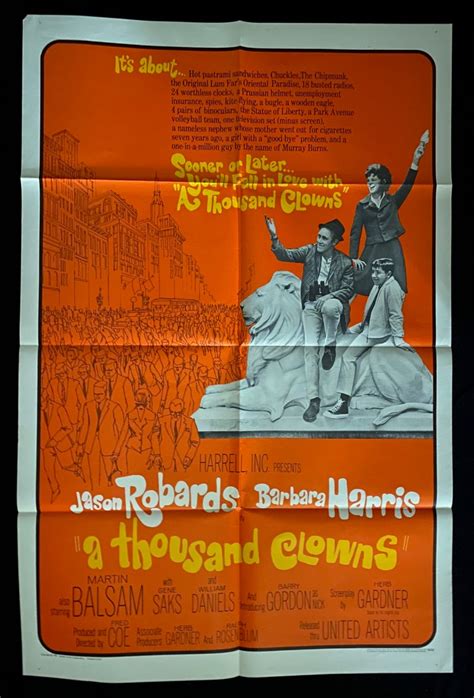 It's about...
Hot pastrami sandwiches, Chuckles, The Chipmunk,
the Original Lum Far's Oriental Paradise, 18 busted radios,
24 worthless clocks, a Prussian helmet, unemployment
insurance, spies, kite flying, a bugle, a wooden eagle,
4 pairs of binoculars, the Statue of Liberty, a Park Avenue
volleyball team, one television set (minus screen),
a nameless nephew whose mother went out for cigarettes
seven years ago, a girl with a "good bye" problem, and a
one-in-a-million guy by the name of Murray Burns.
Sooner or Later...
You'll Fall in Love with
"A Thousand Clowns"
HARRELL, INC. PRESENTS
Jason Robards Barbara Harris
"a thousand clowns"
also starring MARTIN BALSAM with GENE SAKS and WILLIAM DANIELS And Introducing BARRY GORDON as NICK Screenplay by HERB GARDNER
Produced and Directed by FRED COE Associate Producers HERB GARDNER and RALPH ROSENBLUM Released thru UNITED ARTISTS